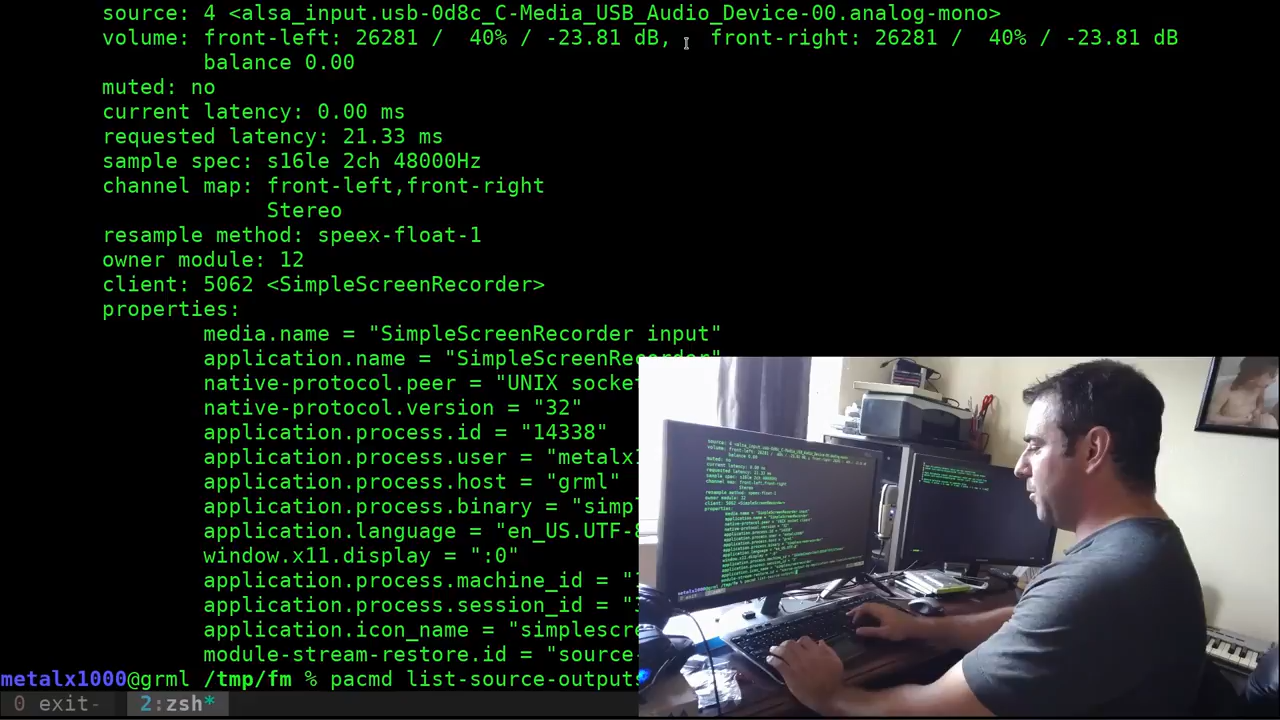 source: 4 <alsa_input.usb-0d8c_C-Media_USB_Audio_Device-00.analog-mono>
volume: front-left: 26281 /  40% / -23.81 dB,   front-right: 26281 /  40% / -23.81 dB
balance 0.00
muted: no
current latency: 0.00 ms
requested latency: 21.33 ms
sample spec: s16le 2ch 48000Hz
channel map: front-left,front-right
Stereo
resample method: speex-float-1
owner module: 12
client: 5062 <SimpleScreenRecorder>
properties:
media.name = "SimpleScreenRecorder input"
application.name = "SimpleScreenRecorder"
native-protocol.peer = "UNIX socket
native-protocol.version = "32"
application.process.id = "14338"
application.process.user = "metalx1
application.process.host = "grml"
application.process.binary = "simpl
application.language = "en_US.UTF-8
window.x11.display = ":0"
application.process.machine_id = "
application.process.session_id = "
application.icon_name = "simplescre
module-stream-restore.id = "source-
metalx1000@grml /tmp/fm % pacmd list-source-outputs
0 exit- 2:zsh*